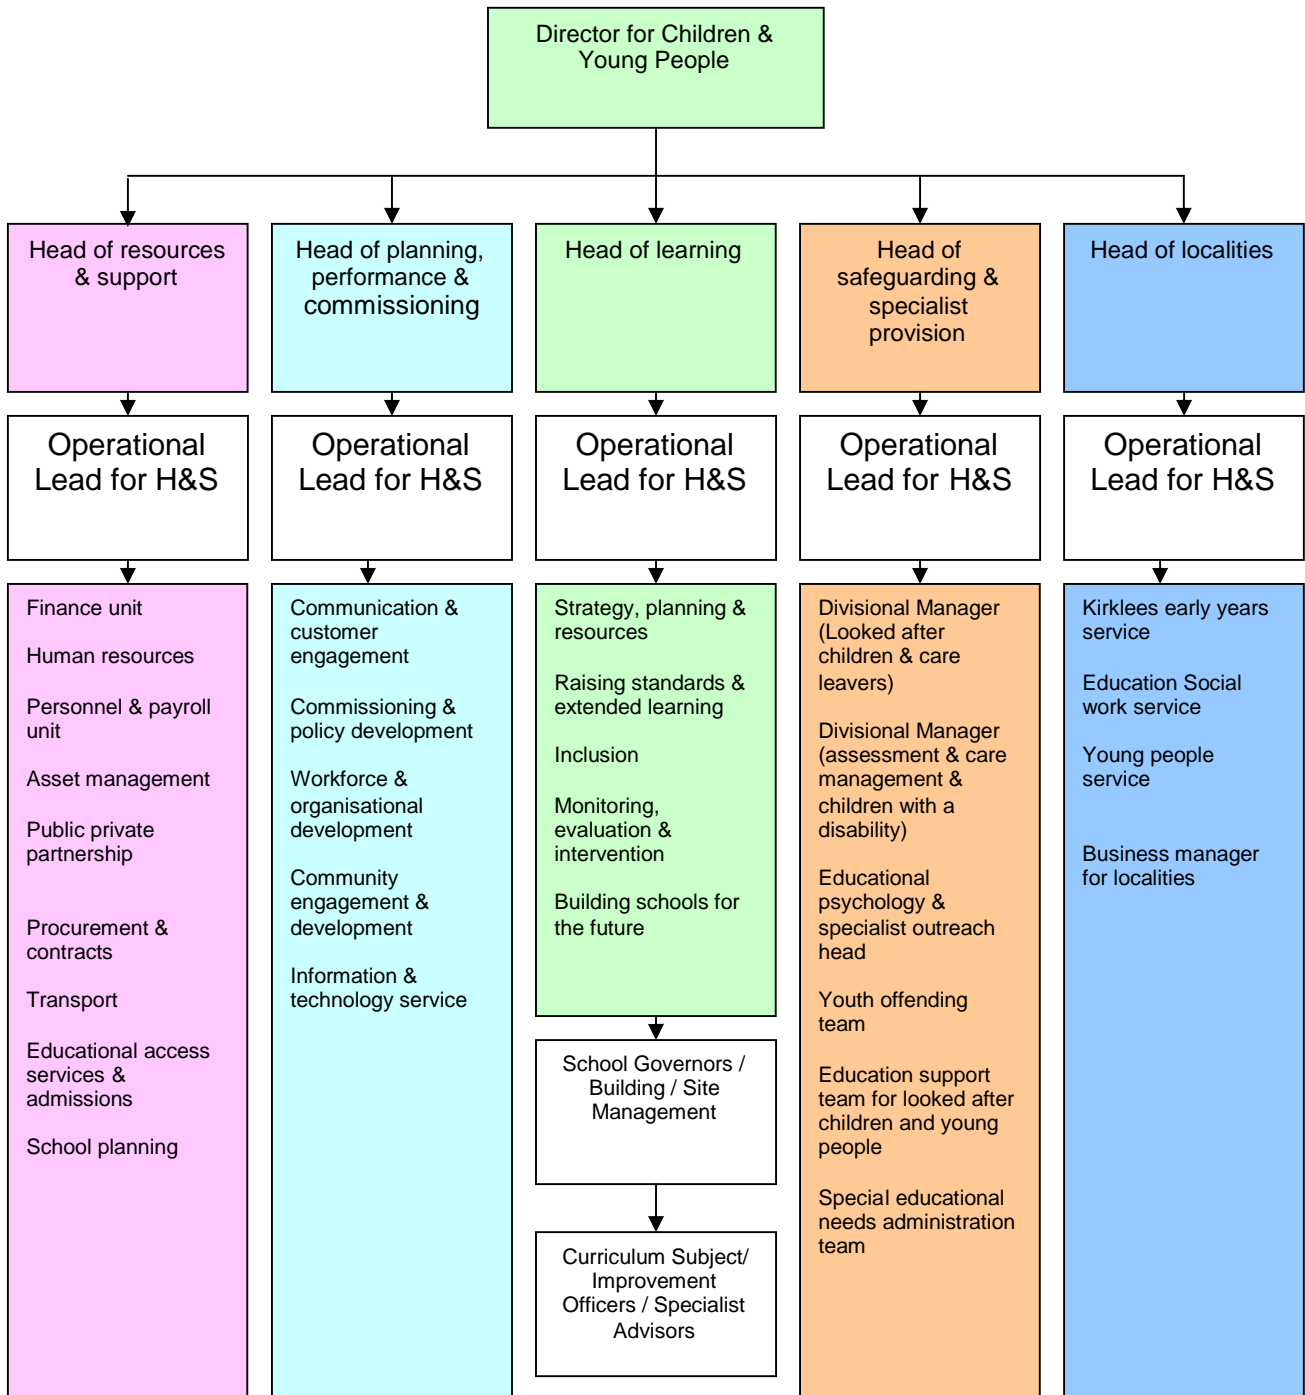 Director for Children &
Young People
Head of resources
& support
Head of planning,
performance &
commissioning
Head of learning
Head of
safeguarding &
specialist
provision
Head of localities
Operational
Lead for H&S
Operational
Lead for H&S
Operational
Lead for H&S
Operational
Lead for H&S
Operational
Lead for H&S
Finance unit
Human resources
Personnel & payroll
unit
Asset management
Public private
partnership
Procurement &
contracts
Transport
Educational access
services &
admissions
School planning
Communication &
customer
engagement
Commissioning &
policy development
Workforce &
organisational
development
Community
engagement &
development
Information &
technology service
Strategy, planning &
resources
Raising standards &
extended learning
Inclusion
Monitoring,
evaluation &
intervention
Building schools for
the future
School Governors /
Building / Site
Management
Curriculum Subject/
Improvement
Officers / Specialist
Advisors
Divisional Manager
(Looked after
children & care
leavers)
Divisional Manager
(assessment & care
management &
children with a
disability)
Educational
psychology &
specialist outreach
head
Youth offending
team
Education support
team for looked after
children and young
people
Special educational
needs administration
team
Kirklees early years
service
Education Social
work service
Young people
service
Business manager
for localities